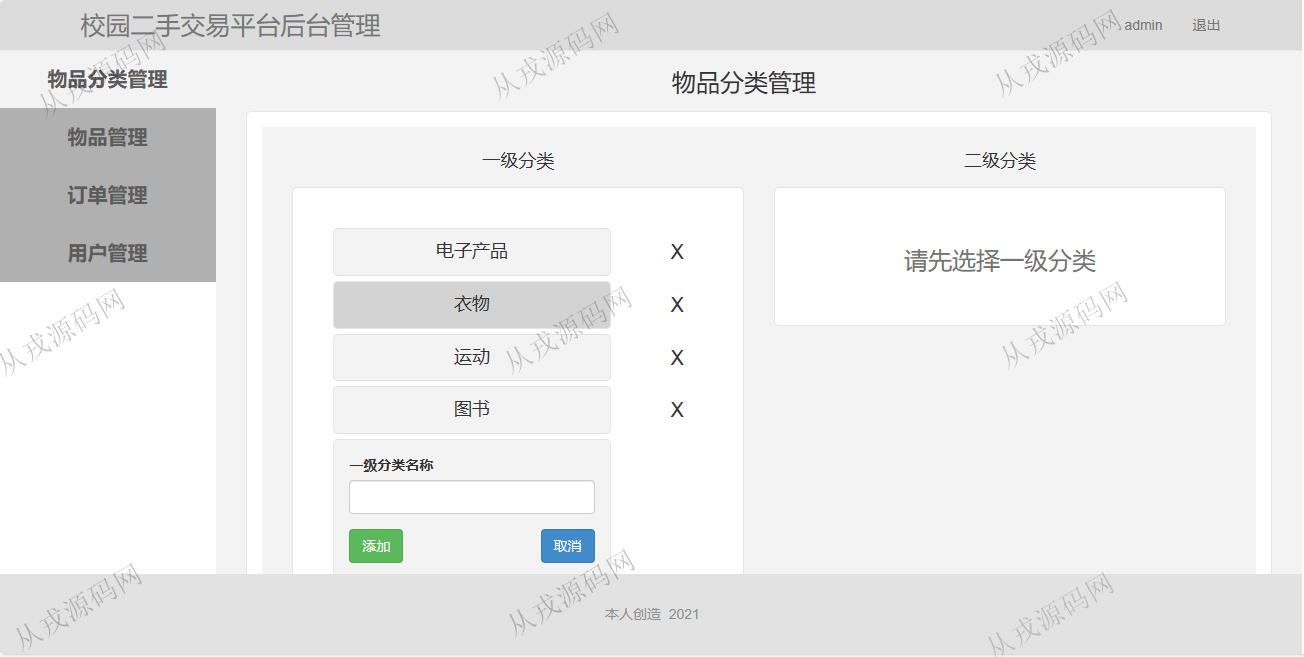 校园二手交易平台后台管理
admin 退出
物品分类管理
物品管理
订单管理
用户管理
物品分类管理
一级分类
电子产品 X
衣物 X
运动 X
图书 X
一级分类名称
添加 取消
二级分类
请先选择一级分类
本人创造 2021
从戎源码网
从戎源码网
从戎源码网
从戎源码网
从戎源码网
从戎源码网
从戎源码网
从戎源码网
从戎源码网